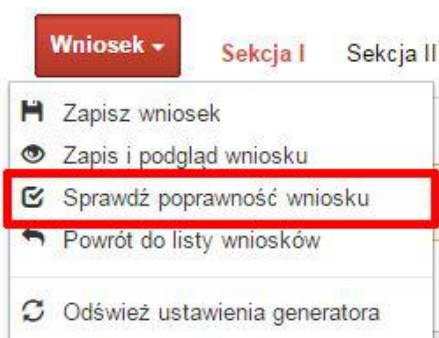 Wniosek Sekcja I Sekcja II
Zapisz wniosek
Zapis i podgląd wniosku
Sprawdź poprawność wniosku
Powrót do listy wniosków
Odśwież ustawienia generatora